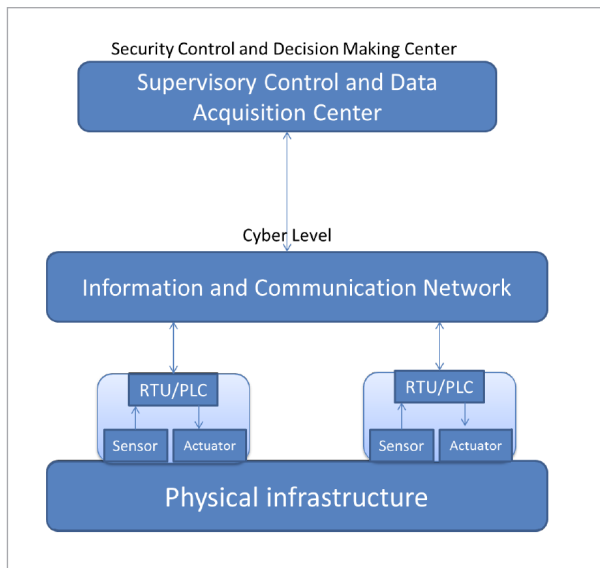 Security Control and Decision Making Center
Supervisory Control and Data
Acquisition Center
Cyber Level
Information and Communication Network
RTU/PLC
Sensor
Actuator
RTU/PLC
Sensor
Actuator
Physical infrastructure